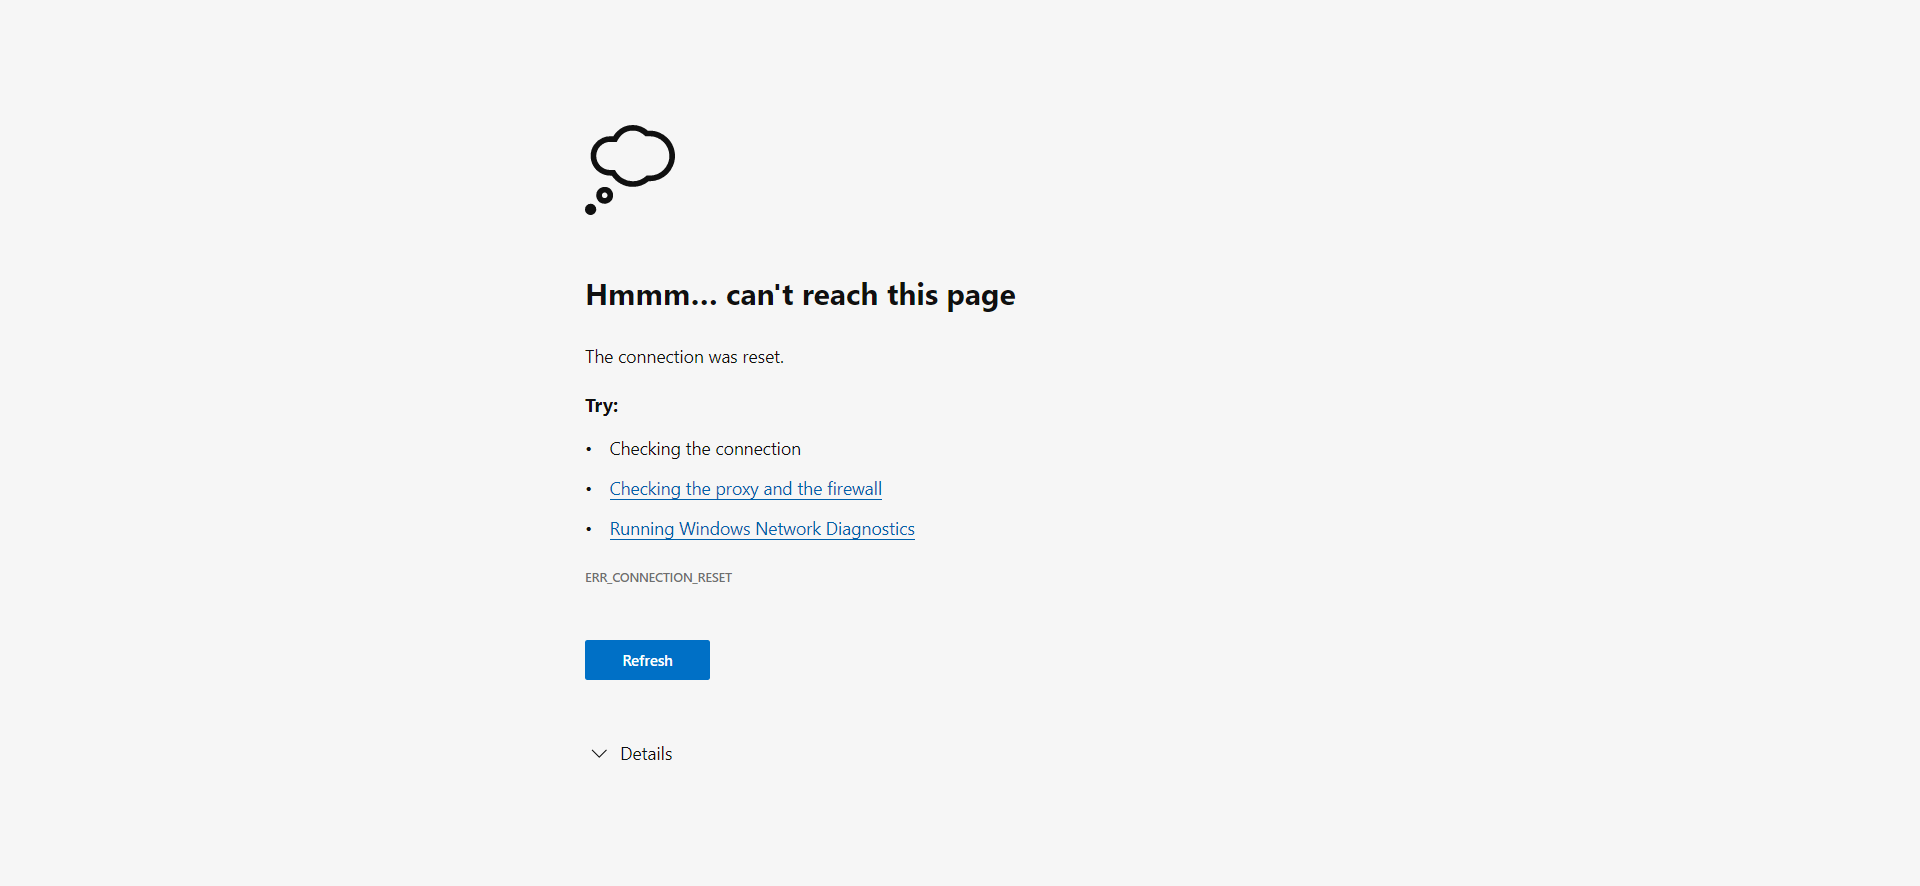 Hmmm... can't reach this page
The connection was reset.
Try:
• Checking the connection
• Checking the proxy and the firewall
• Running Windows Network Diagnostics
ERR_CONNECTION_RESET
Refresh
Details